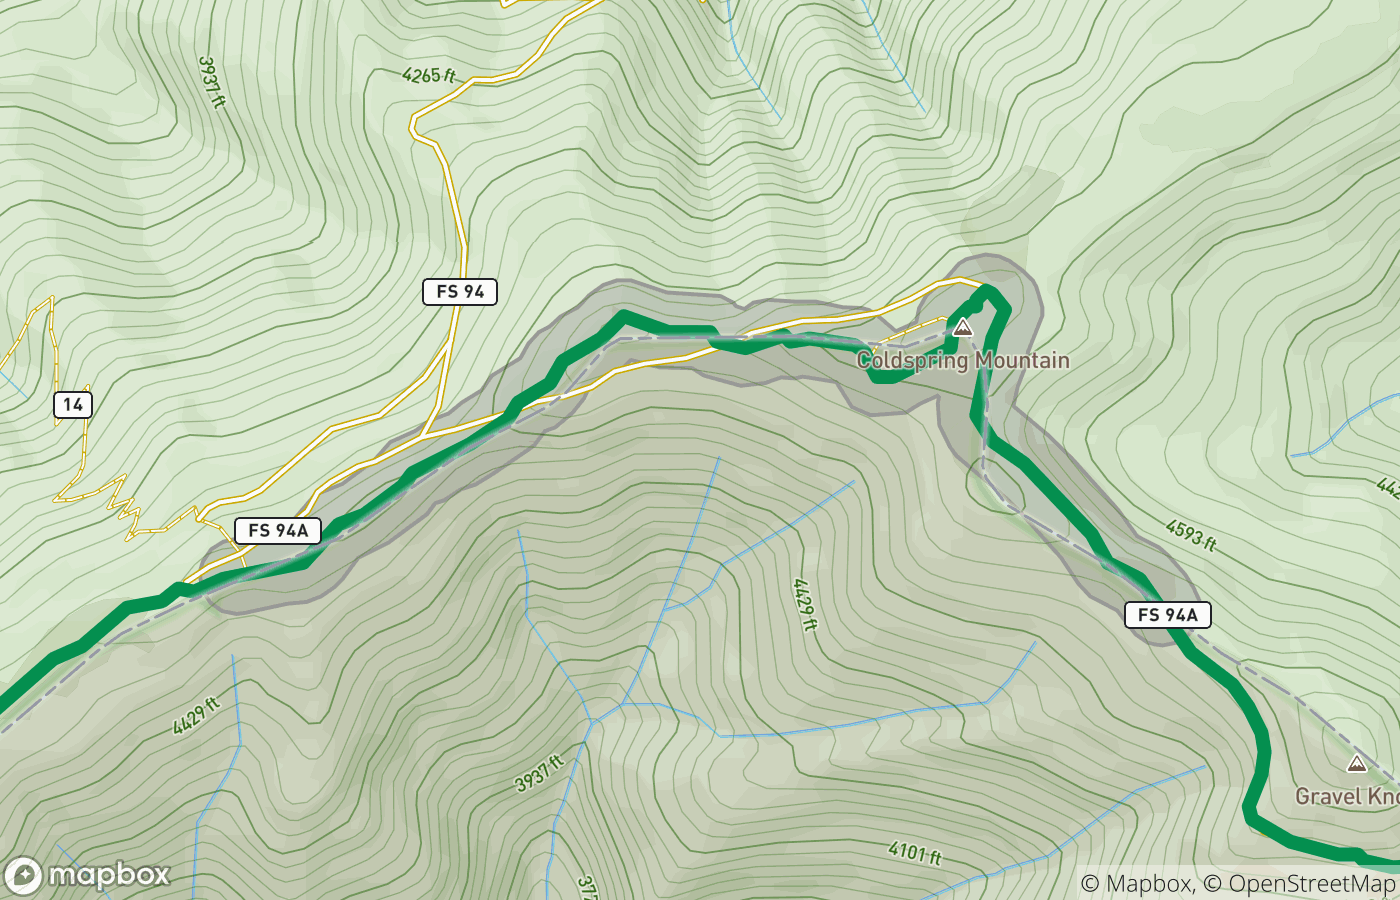 3937 ft
4265 ft
FS 94
14
Coldspring Mountain
FS 94A
4593 ft
4429 ft
FS 94A
4429 ft
3937 ft
Gravel Kno
4101 ft
mapbox
© Mapbox, © OpenStreetMap